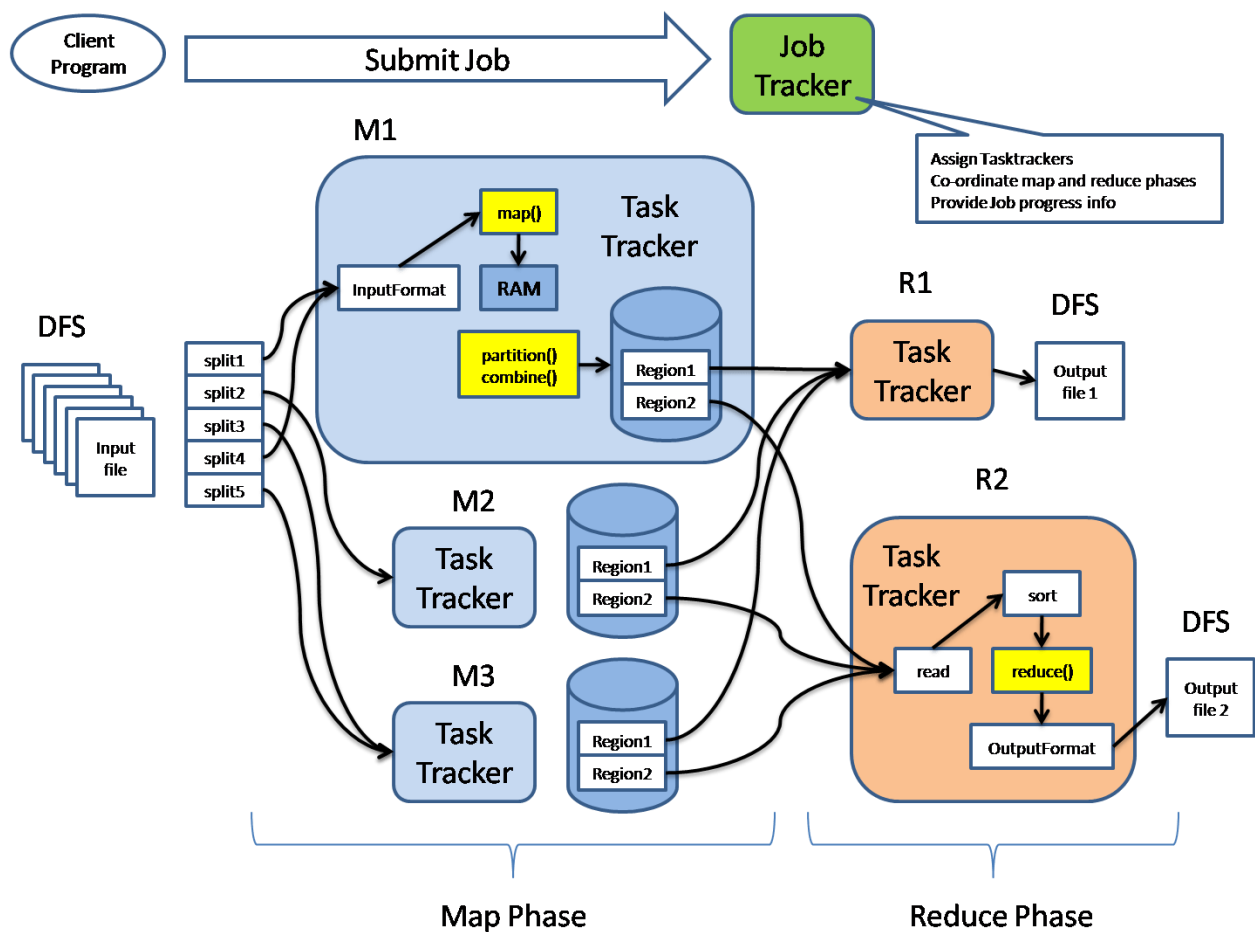 Client
Program
Submit Job
Job
Tracker
Assign Tasktrackers
Co-ordinate map and reduce phases
Provide Job progress info
M1
Task
Tracker
map()
InputFormat
RAM
partition()
combine()
Region1
Region2
DFS
Input
file
split1
split2
split3
split4
split5
M2
Task
Tracker
Region1
Region2
M3
Task
Tracker
Region1
Region2
R1
Task
Tracker
DFS
Output
file 1
R2
Task
Tracker
sort
read
reduce()
OutputFormat
DFS
Output
file 2
Map Phase
Reduce Phase